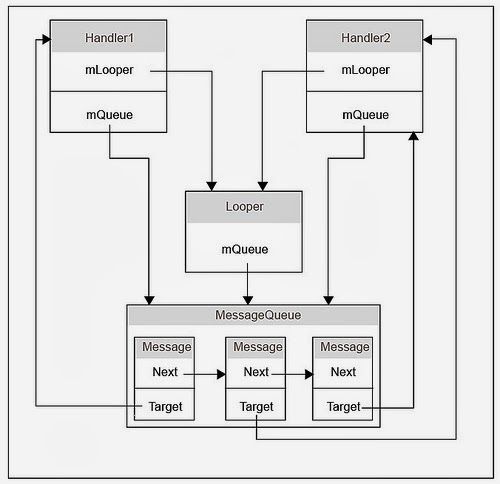 Handler1
mLooper
mQueue
Handler2
mLooper
mQueue
Looper
mQueue
MessageQueue
Message
Next
Target
Message
Next
Target
Message
Next
Target